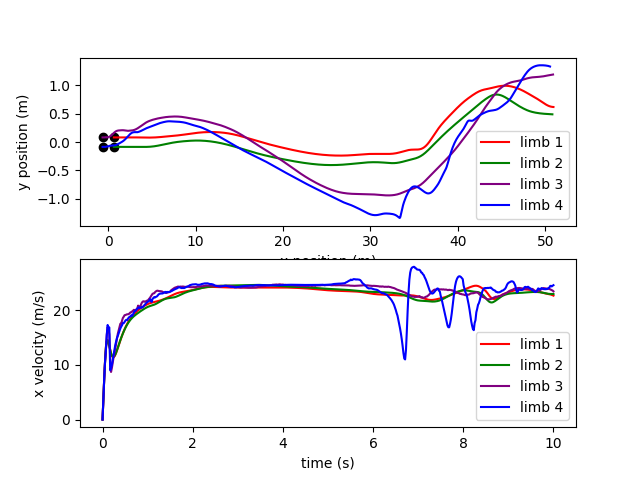 1.0
0.5
0.0
−0.5
−1.0
y position (m)
limb 1
limb 2
limb 3
limb 4
0 10 20 30 40 50
x position (m)
20
10
0
x velocity (m/s)
limb 1
limb 2
limb 3
limb 4
0 2 4 6 8 10
time (s)